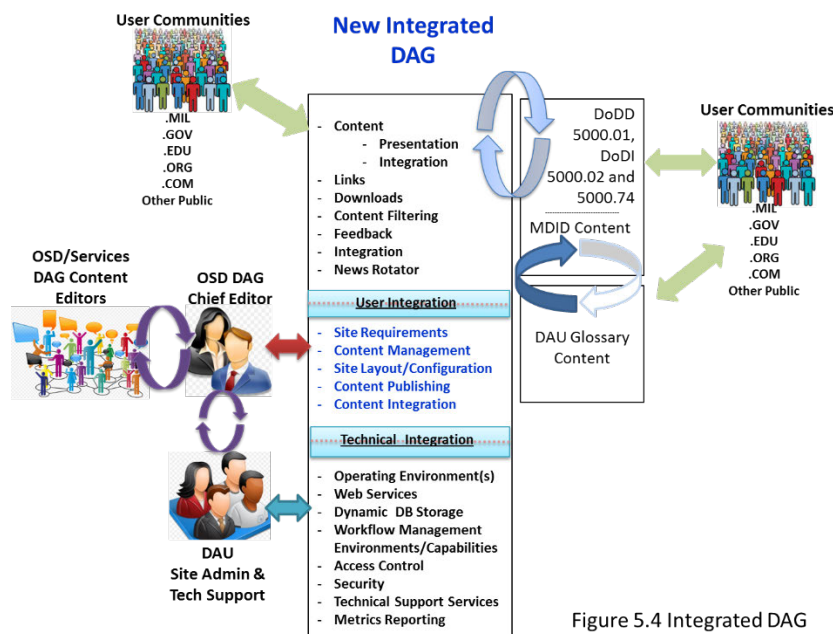 User Communities
.MIL
.GOV
.EDU
.ORG
.COM
Other Public
New Integrated
DAG
- Content
- Presentation
- Integration
- Links
- Downloads
- Content Filtering
- Feedback
- Integration
- News Rotator
User Integration
- Site Requirements
- Content Management
- Site Layout/Configuration
- Content Publishing
- Content Integration
Technical Integration
- Operating Environment(s)
- Web Services
- Dynamic DB Storage
- Workflow Management
Environments/Capabilities
- Access Control
- Security
- Technical Support Services
- Metrics Reporting
DoDD
5000.01,
DoDI
5000.02 and
5000.74
MDID Content
DAU Glossary
Content
User Communities
.MIL
.GOV
.EDU
.ORG
.COM
Other Public
OSD/Services
DAG Content
Editors
OSD DAG
Chief Editor
DAU
Site Admin &
Tech Support
Figure 5.4 Integrated DAG